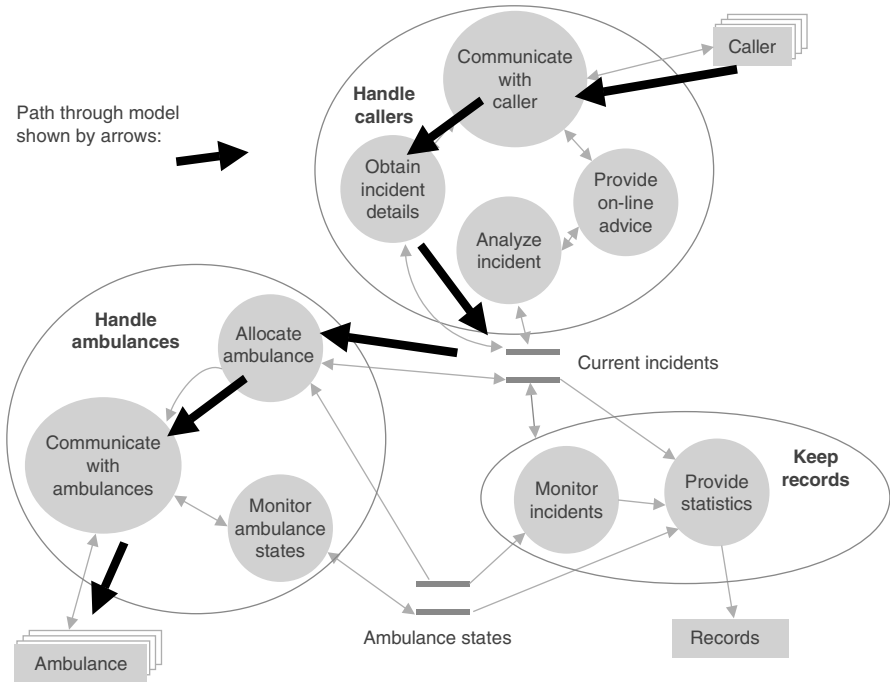 Caller
Communicate
with
caller
Handle
callers
Path through model
shown by arrows:
Obtain
incident
details
Provide
on-line
advice
Analyze
incident
Handle
ambulances
Allocate
ambulance
Current incidents
Communicate
with
ambulances
Monitor
ambulance
states
Monitor
incidents
Provide
statistics
Keep
records
Ambulance states
Records
Ambulance